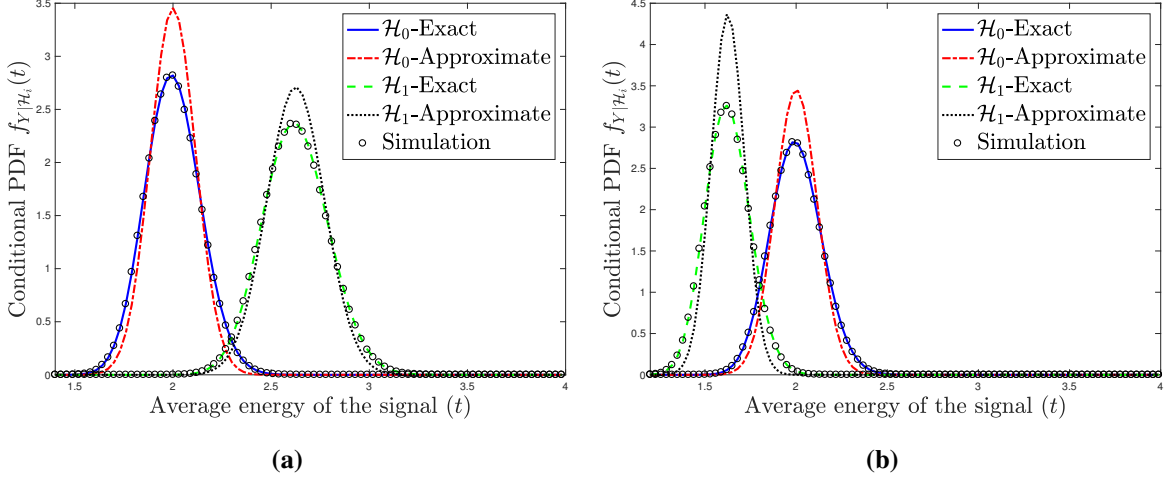 3.5
3
2.5
2
1.5
1
0.5
0
1.5
2
2.5
3
3.5
4
Conditional PDF f_{Y|ℋ_i}(t)
Average energy of the signal (t)
ℋ₀-Exact
ℋ₀-Approximate
ℋ₁-Exact
ℋ₁-Approximate
Simulation
(a)
4.5
4
3.5
3
2.5
2
1.5
1
0.5
0
1.5
2
2.5
3
3.5
4
Conditional PDF f_{Y|ℋ_i}(t)
Average energy of the signal (t)
ℋ₀-Exact
ℋ₀-Approximate
ℋ₁-Exact
ℋ₁-Approximate
Simulation
(b)